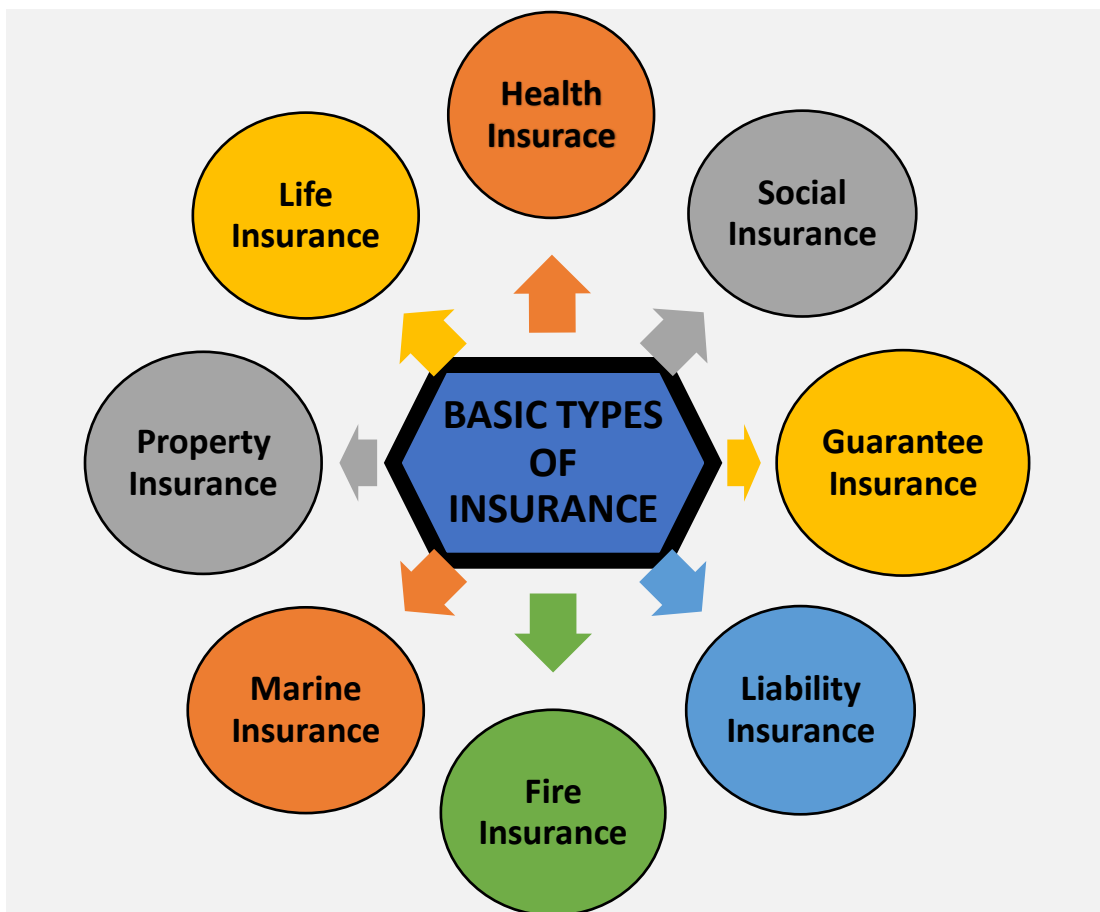 Health
Insurace
Social
Insurance
Guarantee
Insurance
Liability
Insurance
Fire
Insurance
Marine
Insurance
Property
Insurance
Life
Insurance
BASIC TYPES
OF
INSURANCE